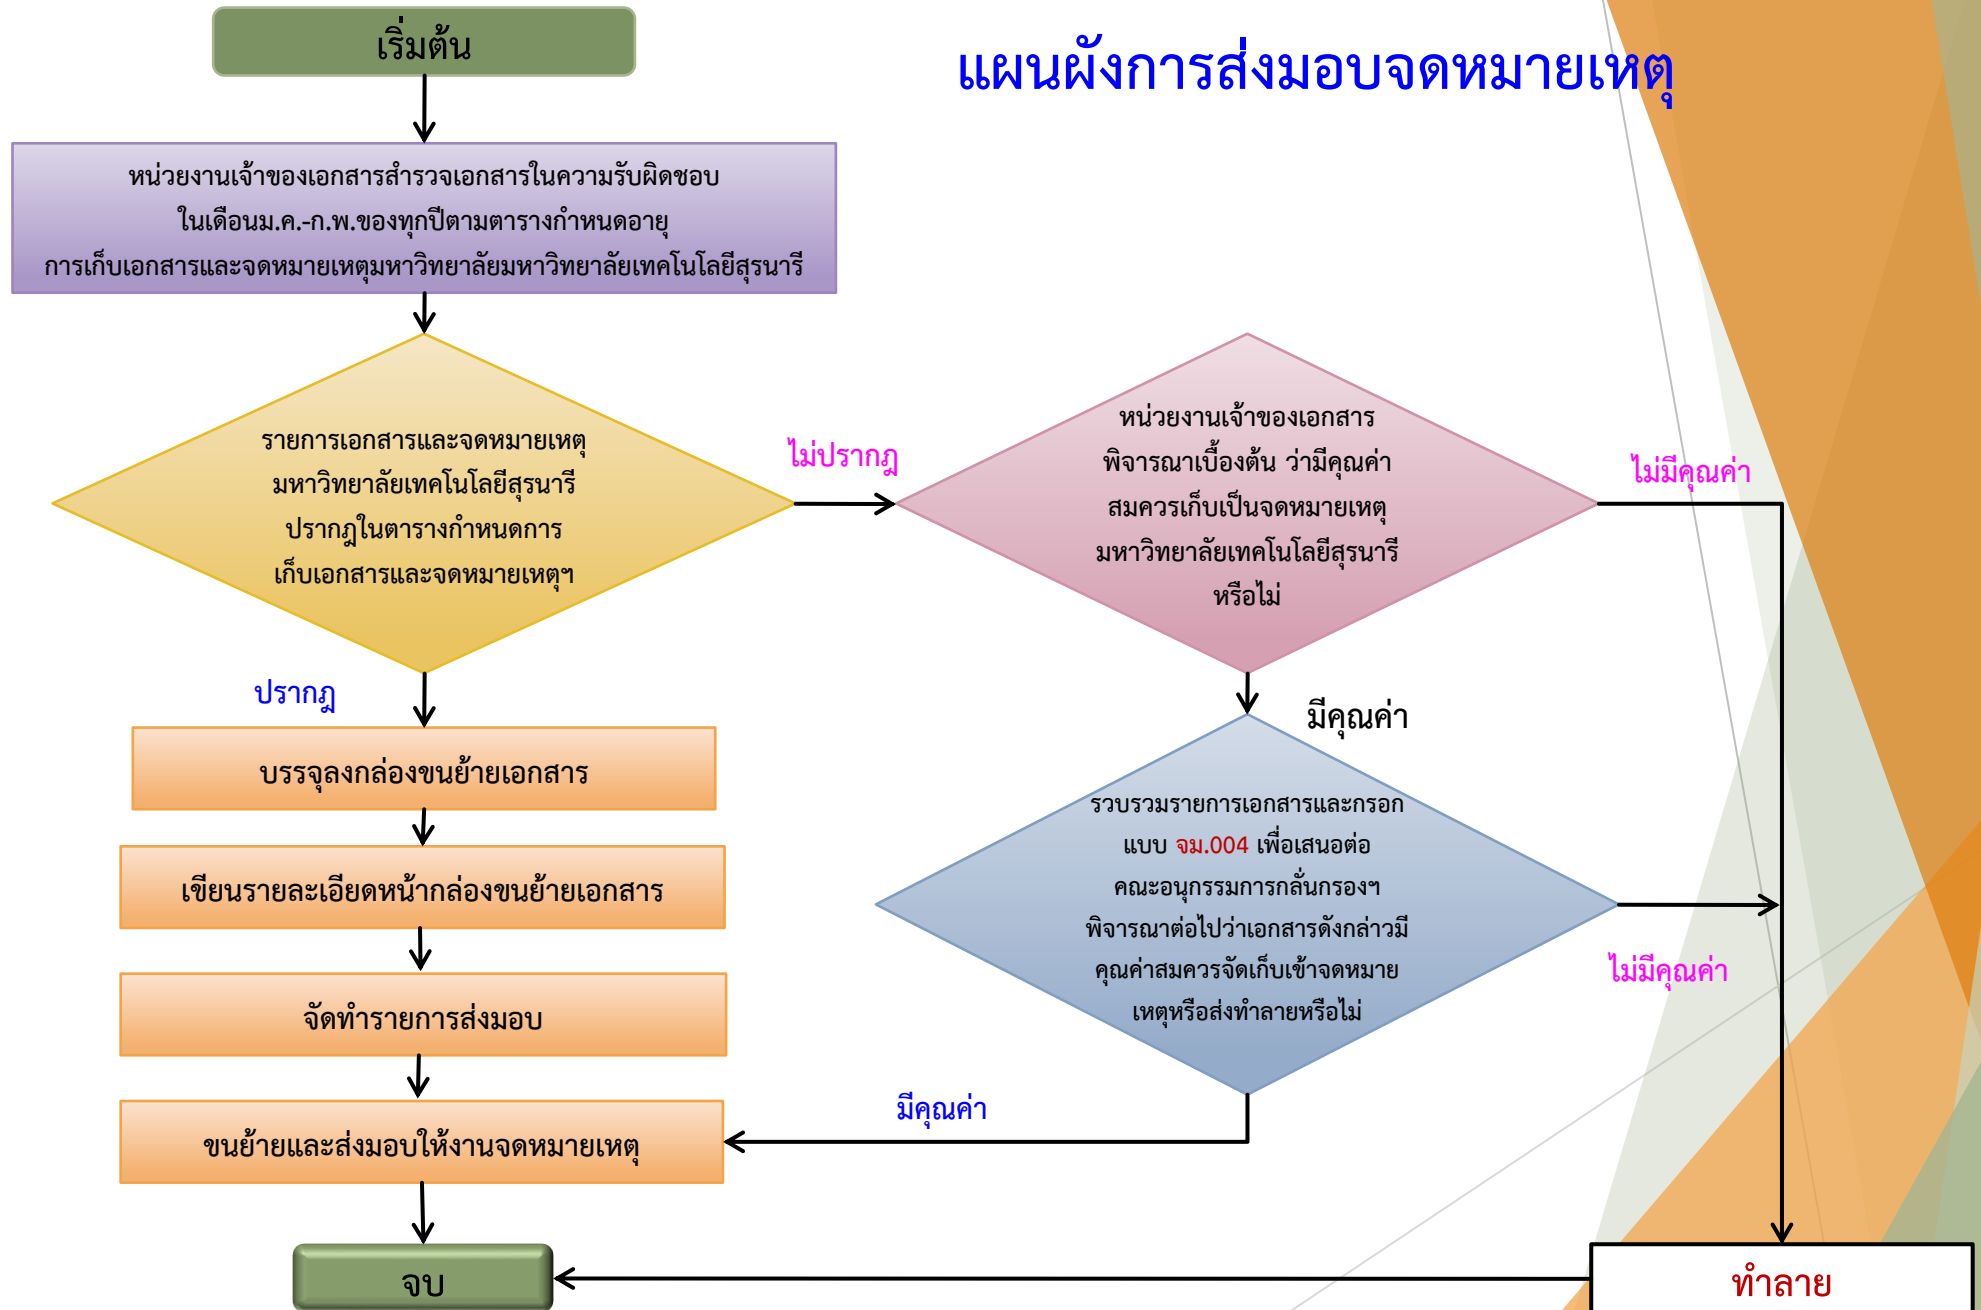 เริ่มต้น
แผนผังการส่งมอบจดหมายเหตุ
หน่วยงานเจ้าของเอกสารสำรวจเอกสารในความรับผิดชอบ
ในเดือนม.ค.-ก.พ.ของทุกปีตามตารางกำหนดอายุ
การเก็บเอกสารและจดหมายเหตุมหาวิทยาลัยมหาวิทยาลัยเทคโนโลยีสุรนารี
รายการเอกสารและจดหมายเหตุ
มหาวิทยาลัยเทคโนโลยีสุรนารี
ปรากฎในตารางกำหนดการ
เก็บเอกสารและจดหมายเหตุฯ
ไม่ปรากฎ
หน่วยงานเจ้าของเอกสาร
พิจารณาเบื้องต้น ว่ามีคุณค่า
สมควรเก็บเป็นจดหมายเหตุ
มหาวิทยาลัยเทคโนโลยีสุรนารี
หรือไม่
ไม่มีคุณค่า
ปรากฎ
มีคุณค่า
บรรจุลงกล่องขนย้ายเอกสาร
เขียนรายละเอียดหน้ากล่องขนย้ายเอกสาร
จัดทำรายการส่งมอบ
ขนย้ายและส่งมอบให้งานจดหมายเหตุ
รวบรวมรายการเอกสารและกรอก
แบบ จม.004 เพื่อเสนอต่อ
คณะอนุกรรมการกลั่นกรองฯ
พิจารณาต่อไปว่าเอกสารดังกล่าวมี
คุณค่าสมควรจัดเก็บเข้าจดหมาย
เหตุหรือส่งทำลายหรือไม่
ไม่มีคุณค่า
มีคุณค่า
จบ
ทำลาย